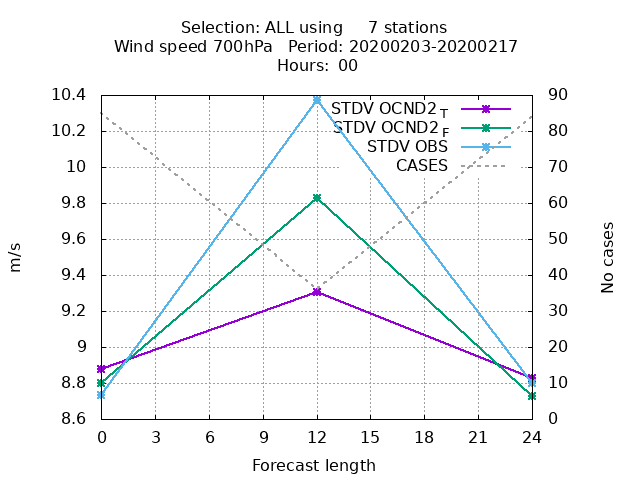 Selection: ALL using     7 stations
Wind speed 700hPa   Period: 20200203-20200217
Hours:  00
10.4
10.2
10
9.8
9.6
9.4
9.2
9
8.8
8.6
90
80
70
60
50
40
30
20
10
0
STDV OCND2_T
STDV OCND2_F
STDV OBS
CASES
m/s
No cases
0 3 6 9 12 15 18 21 24
Forecast length